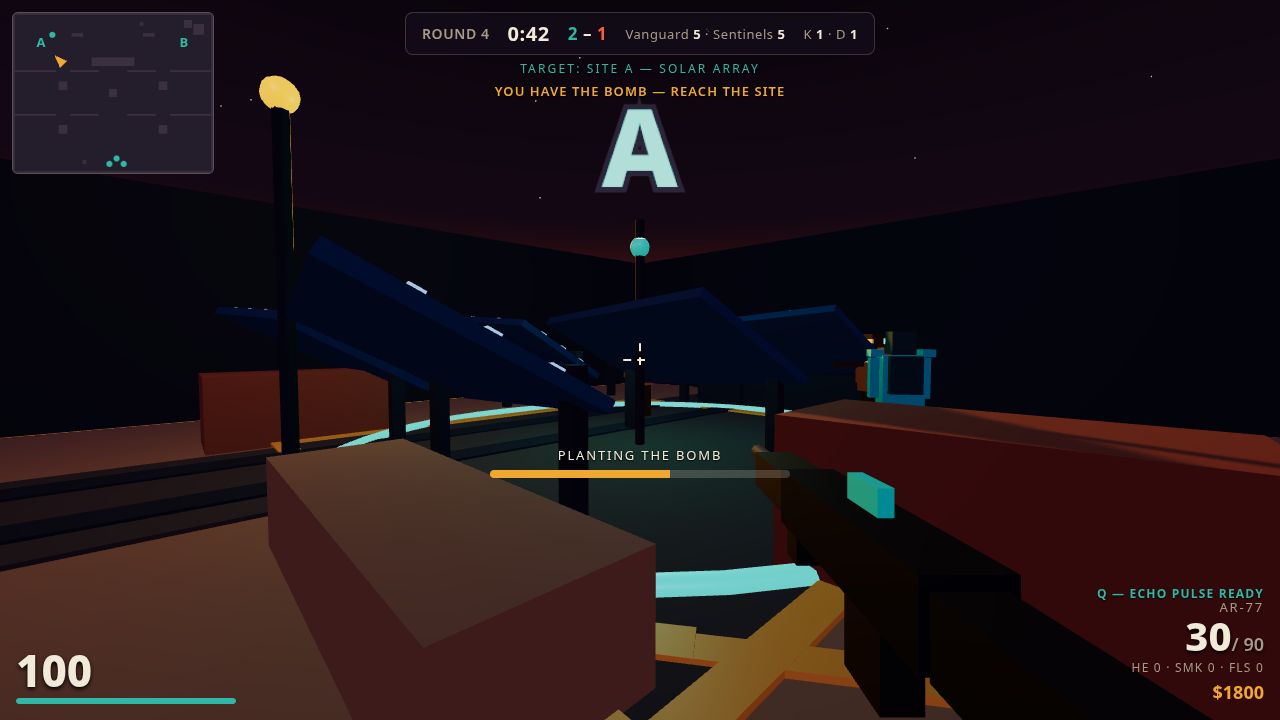 A
B
ROUND 4 0:42 2 – 1 Vanguard 5 · Sentinels 5 K 1 · D 1
TARGET: SITE A — SOLAR ARRAY
YOU HAVE THE BOMB — REACH THE SITE
A
PLANTING THE BOMB
Q — ECHO PULSE READY
AR-77
30 / 90
HE 0 · SMK 0 · FLS 0
$1800
100